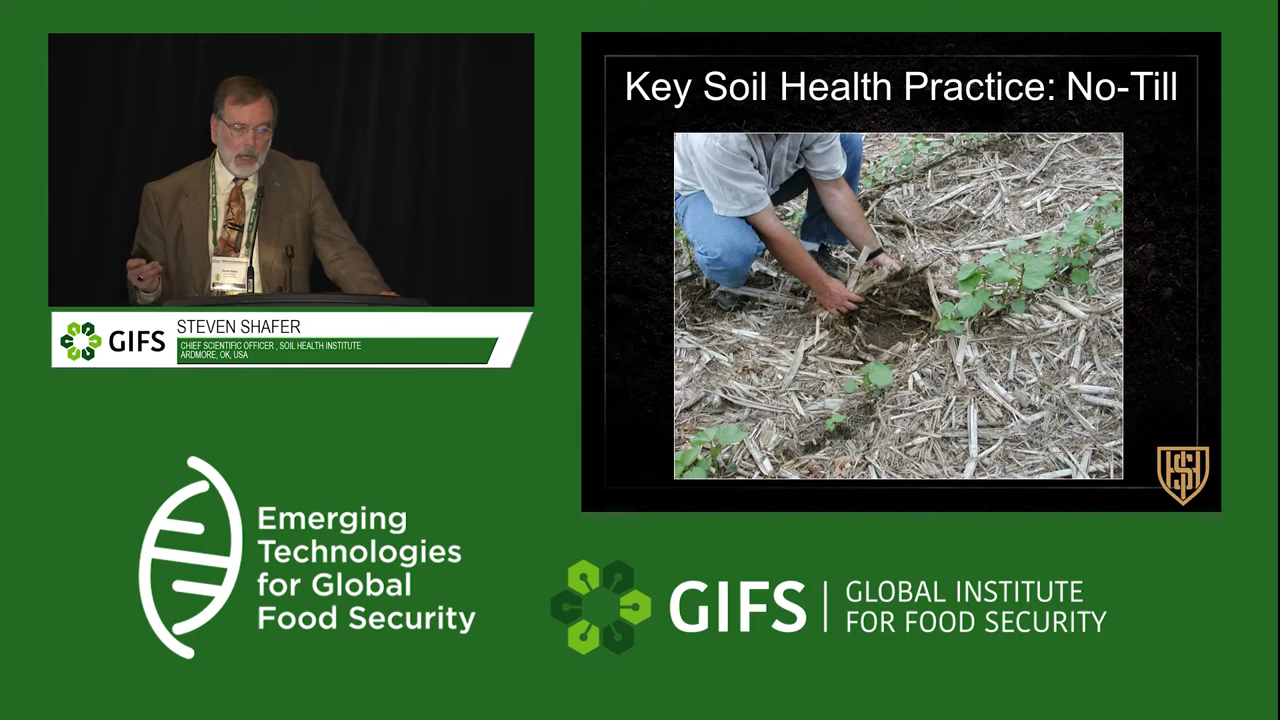 Key Soil Health Practice: No-Till
GIFS
STEVEN SHAFER
CHIEF SCIENTIFIC OFFICER , SOIL HEALTH INSTITUTE
ARDMORE, OK, USA
Emerging
Technologies
for Global
Food Security
GIFS
GLOBAL INSTITUTE
FOR FOOD SECURITY
SHI